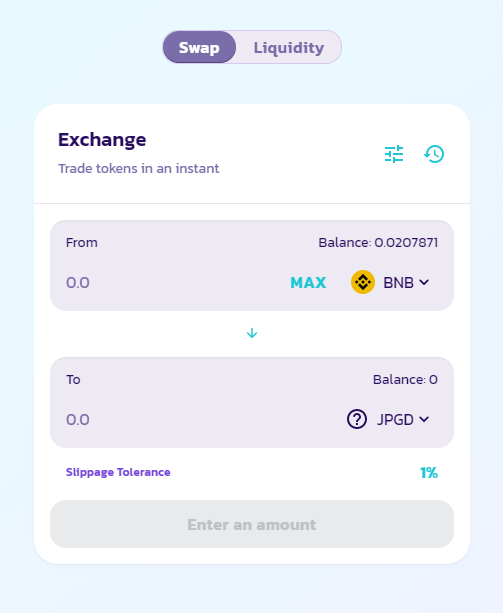 Swap Liquidity
Exchange
Trade tokens in an instant
From Balance: 0.0207871
0.0 MAX BNB
To Balance: 0
0.0 JPGD
Slippage Tolerance 1%
Enter an amount